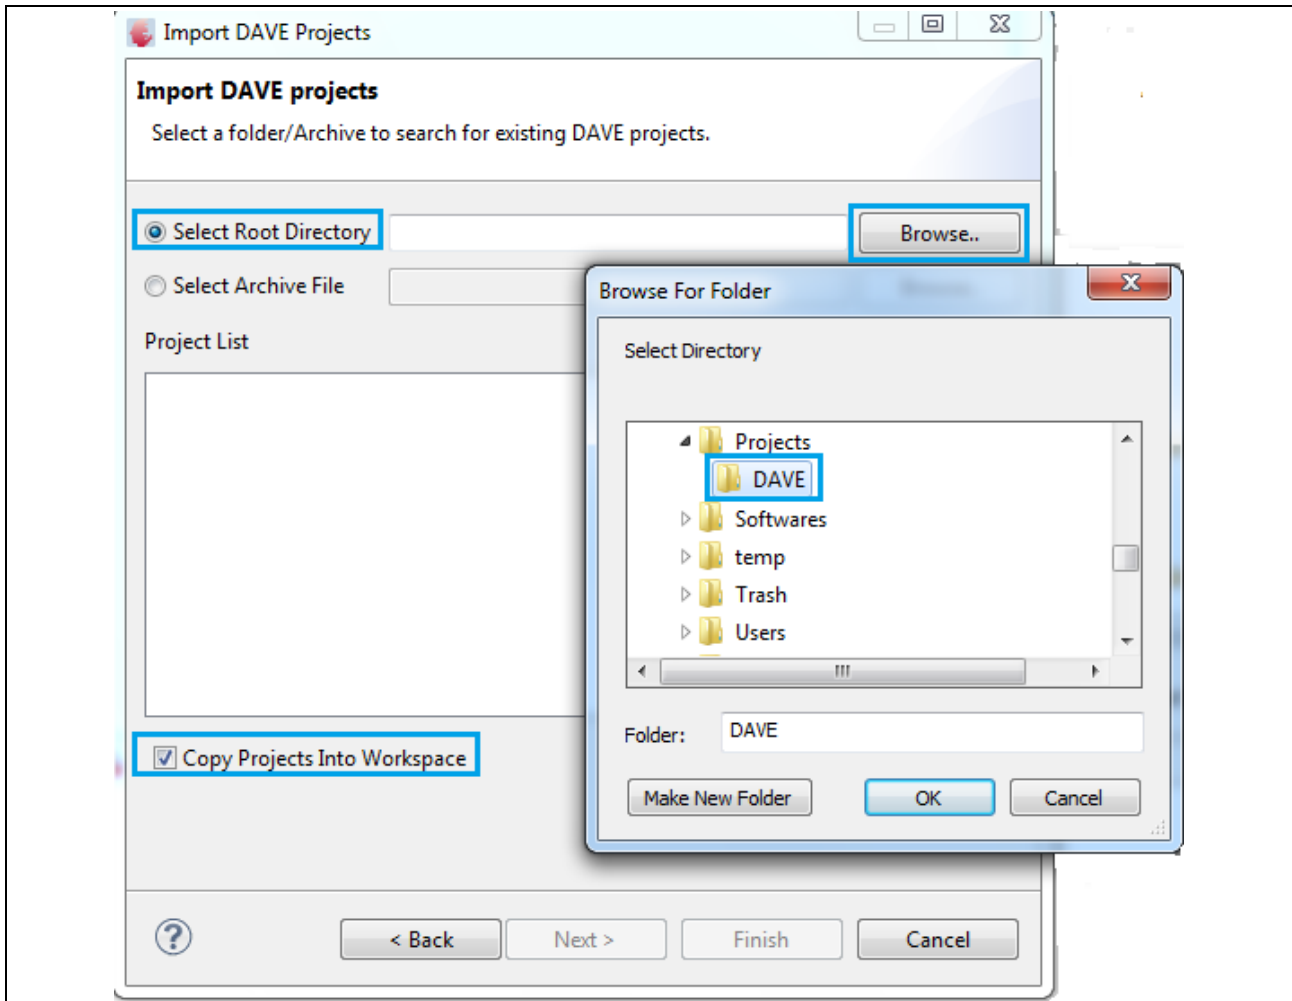 Import DAVE Projects
Import DAVE projects
Select a folder/Archive to search for existing DAVE projects.
Select Root Directory
Browse..
Select Archive File
Project List
Copy Projects Into Workspace
Browse For Folder
Select Directory
Projects
DAVE
Softwares
temp
Trash
Users
Folder: DAVE
Make New Folder OK Cancel
< Back Next > Finish Cancel